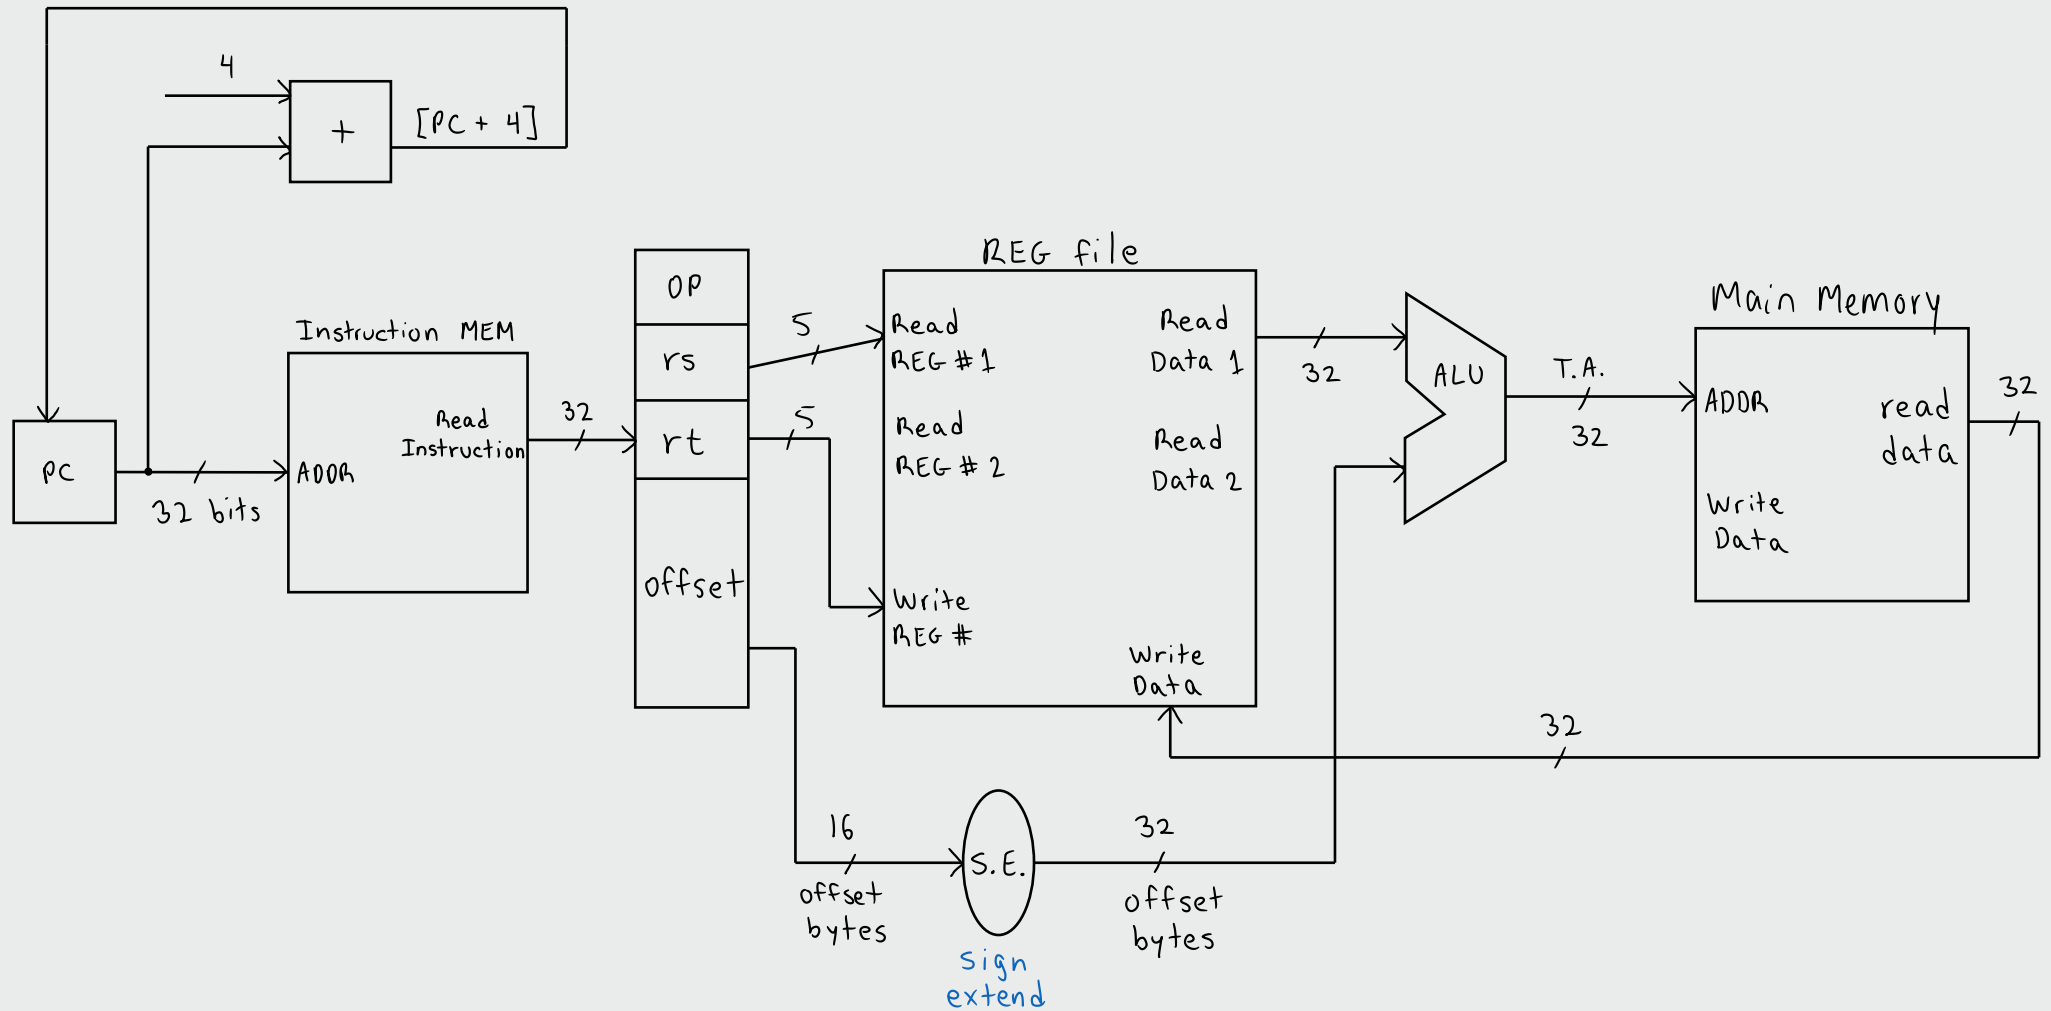 4
+
[PC + 4]
PC
32 bits
Instruction MEM
ADDR
Read
Instruction
32
OP
rs
rt
offset
5
5
REG file
Read
REG # 1
Read
REG # 2
Write
REG #
Read
Data 1
Read
Data 2
Write
Data
32
ALU
T.A.
32
Main Memory
ADDR
read
data
Write
Data
32
32
16
offset
bytes
S.E.
sign
extend
32
offset
bytes